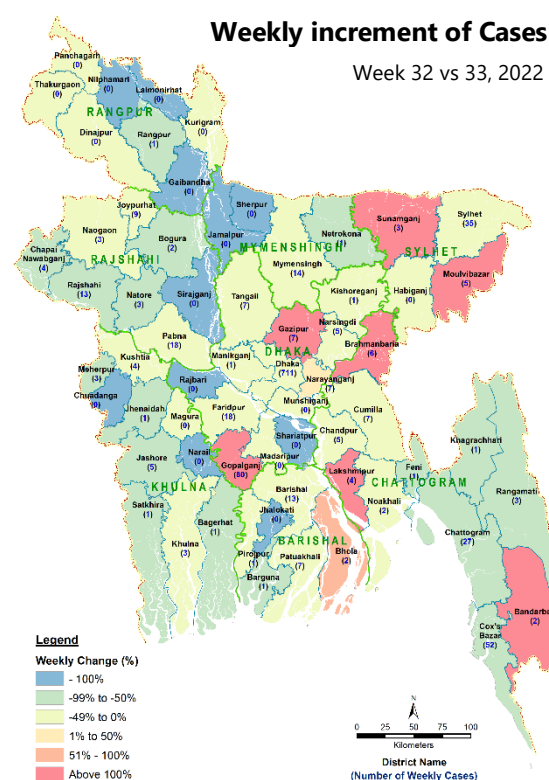 Weekly increment of Cases
Week 32 vs 33, 2022
Panchagarh
(0)
Nilphamari
(0)
Lalmonirhat
(0)
Thakurgaon
(0)
RANGPUR
Kurigram
(0)
Dinajpur
(0)
Rangpur
(1)
Gaibandha
(0)
Joypurhat
(9)
Sherpur
(0)
Sunamganj
(3)
Sylhet
(35)
Naogaon
(3)
Bogura
(2)
Jamalpur
(0)
MYMENSHINGH
Netrokona
SYLHET
Chapai
Nawabganj
(4)
RAJSHAHI
Mymensingh
(14)
Moulvibazar
(5)
Rajshahi
(13)
Natore
(3)
Sirajganj
(0)
Tangail
(7)
Kishoreganj
(1)
Habiganj
(0)
Pabna
(18)
Gazipur
(7)
Narsingdi
(5)
Brahmanbaria
(6)
DHAKA
Kushtia
(4)
Manikganj
(1)
Dhaka
(711)
Meherpur
(3)
Rajbari
(0)
Narayanganj
(7)
Chuadanga
(0)
Jhenaidah
(1)
Magura
(0)
Faridpur
(18)
Munshiganj
(0)
Cumilla
(7)
Shariatpur
(0)
Chandpur
(5)
Khagrachhari
(1)
Jashore
(5)
Narail
(0)
Gopalganj
(80)
Madaripur
(0)
Lakshmipur
(4)
Feni
CHATTOGRAM
Rangamati
(3)
KHULNA
Satkhira
(1)
Bagerhat
(1)
Barishal
(13)
Noakhali
(2)
Jhalokati
(0)
Chattogram
(27)
Khulna
(3)
BARISHAL
Pirojpur
(1)
Patuakhali
(7)
Bhola
(2)
Barguna
(1)
Bandarba
(2)
Cox's
Bazar
(52)
Legend
Weekly Change (%)
- 100%
-99% to -50%
-49% to 0%
1% to 50%
51% - 100%
Above 100%
N
0 25 50 75 100
Kilometers
District Name
(Number of Weekly Cases)